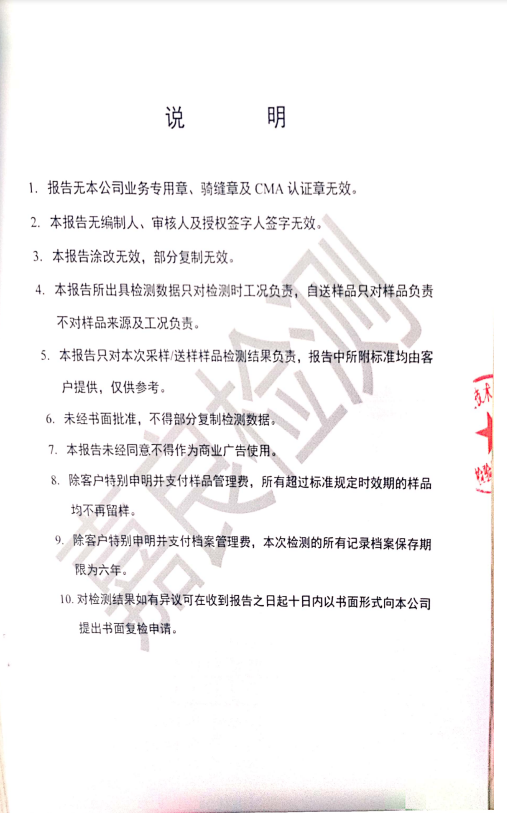 说 明
1. 报告无本公司业务专用章、骑缝章及 CMA 认证章无效。
2. 本报告无编制人、审核人及授权签字人签字无效。
3. 本报告涂改无效，部分复制无效。
4. 本报告所出具检测数据只对检测时工况负责，自送样品只对样品负责
不对样品来源及工况负责。
5. 本报告只对本次采样/送样样品检测结果负责，报告中所附标准均由客
户提供，仅供参考。
6. 未经书面批准，不得部分复制检测数据。
7. 本报告未经同意不得作为商业广告使用。
8. 除客户特别申明并支付样品管理费，所有超过标准规定时效期的样品
均不再留样。
9. 除客户特别申明并支付档案管理费，本次检测的所有记录档案保存期
限为六年。
10. 对检测结果如有异议可在收到报告之日起十日内以书面形式向本公司
提出书面复检申请。
嘉良检测